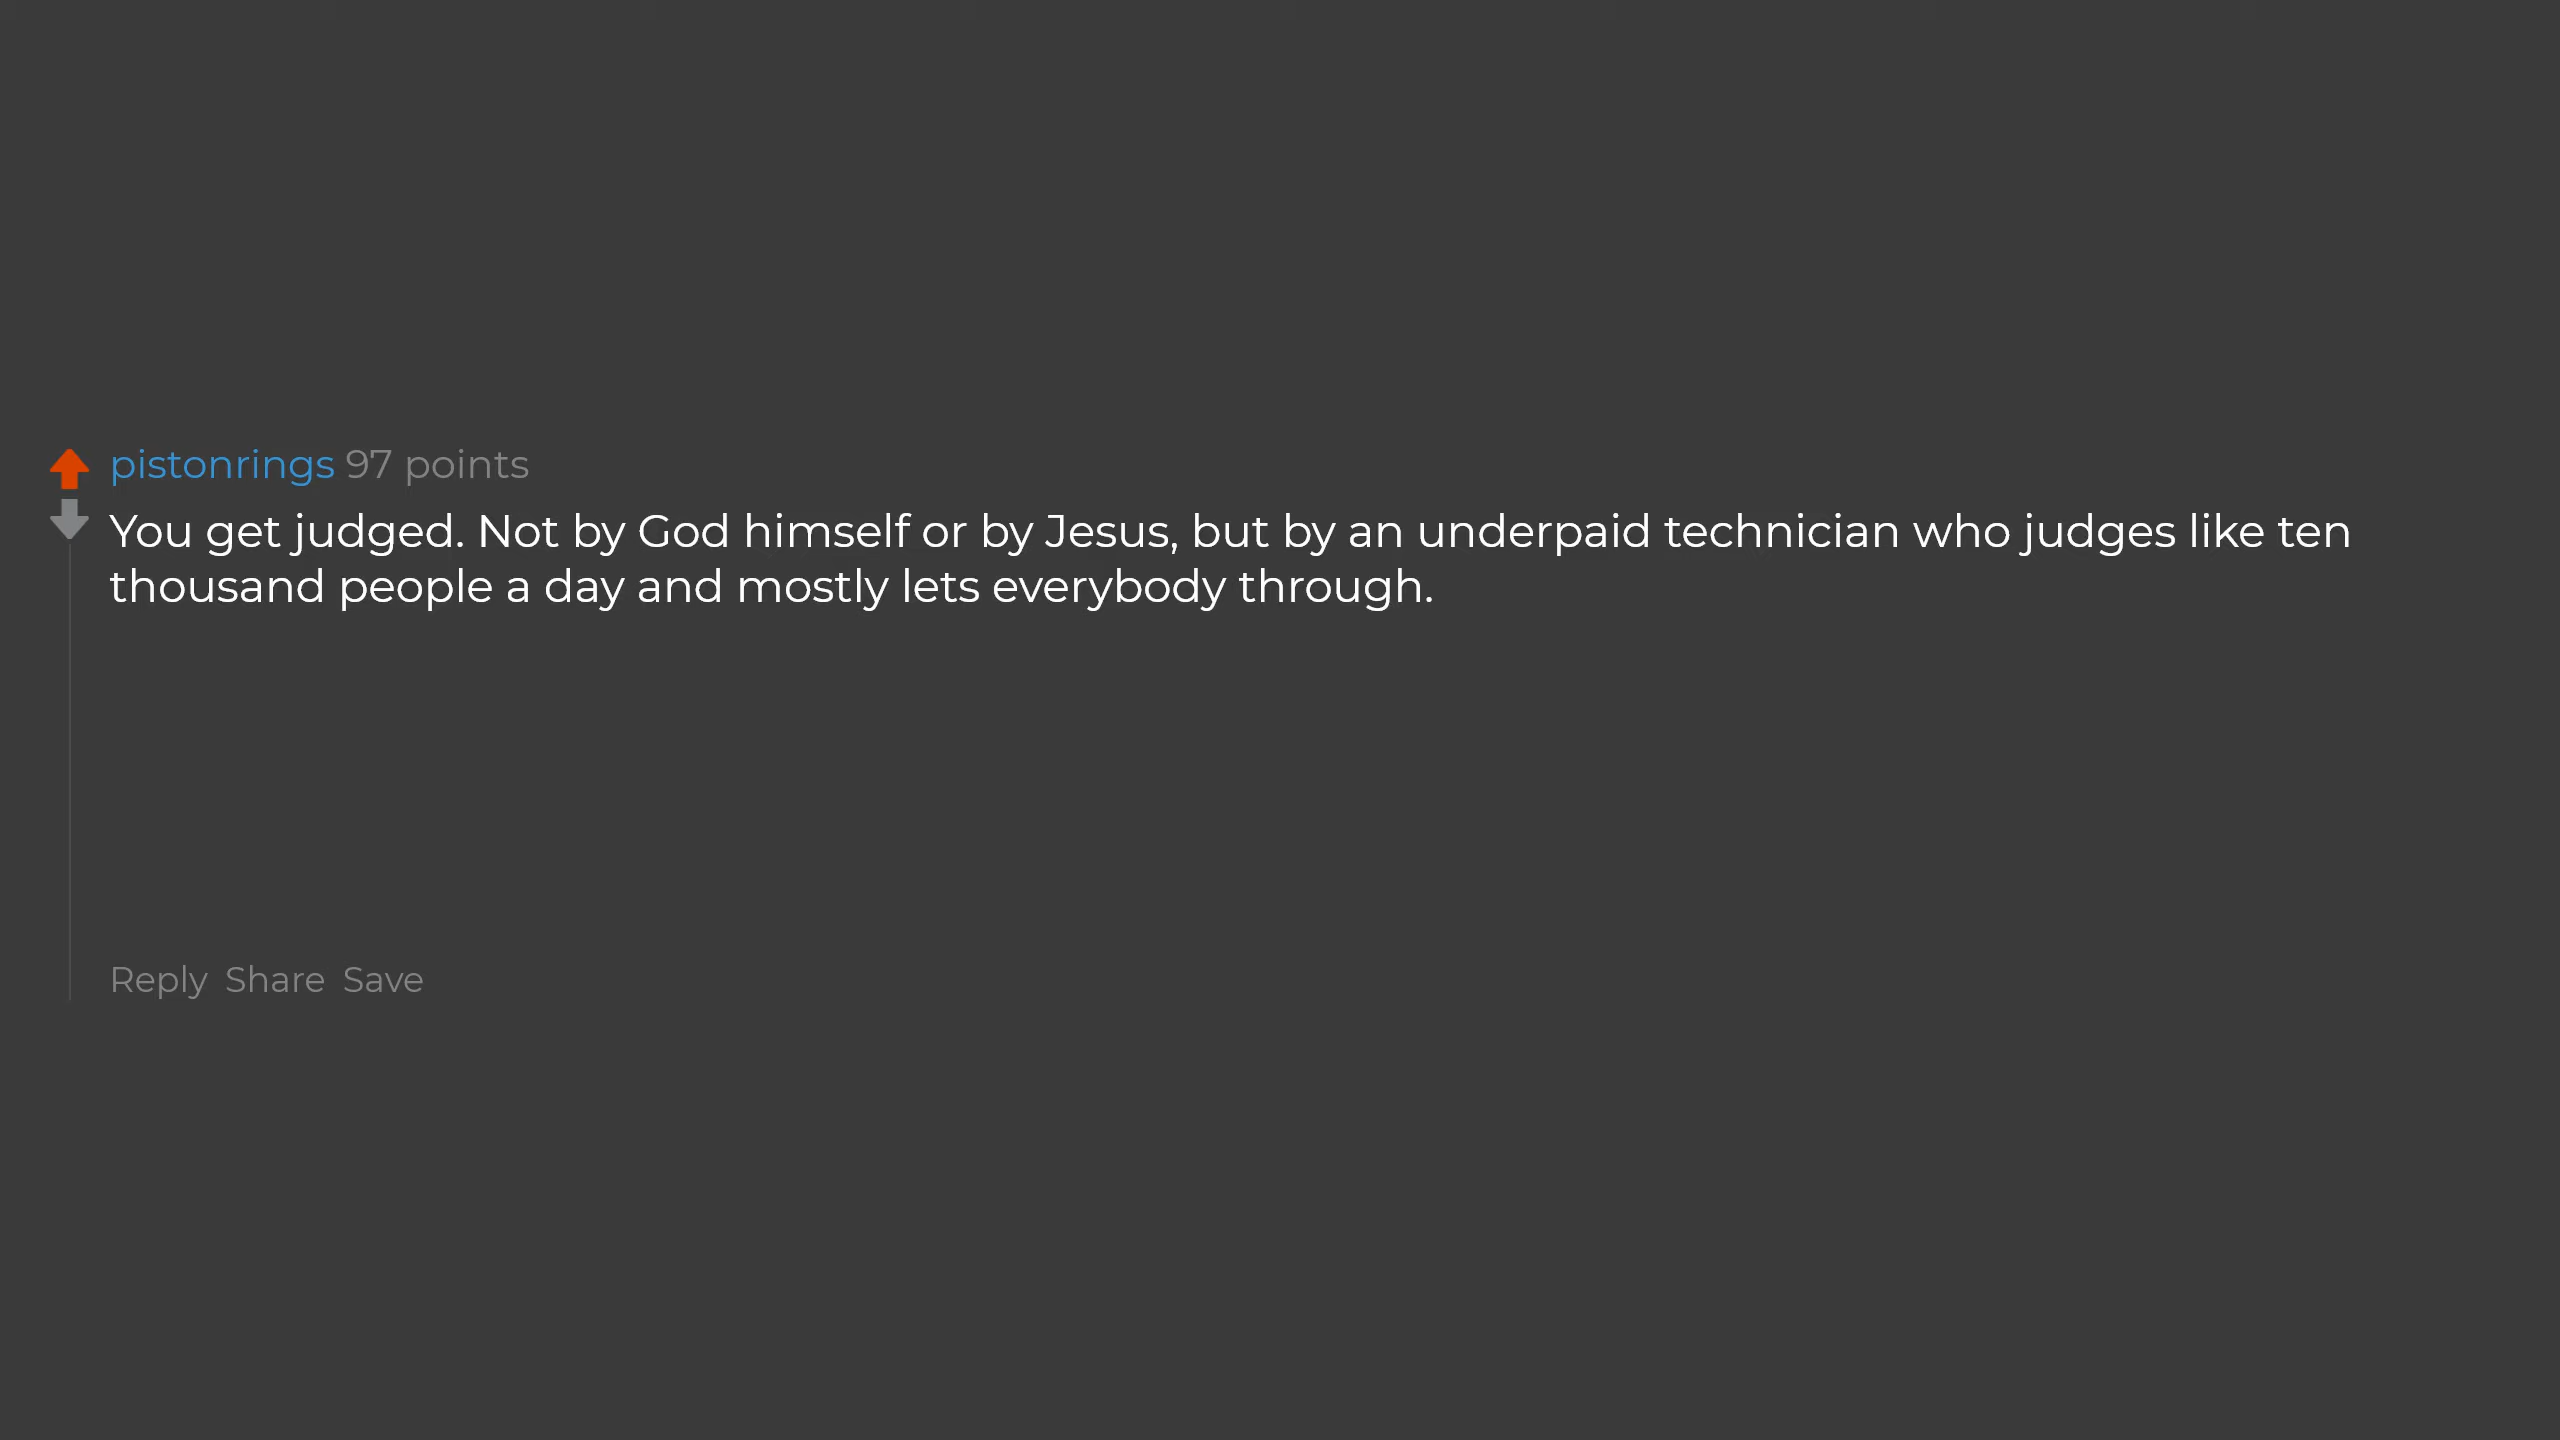 pistonrings 97 points
You get judged. Not by God himself or by Jesus, but by an underpaid technician who judges like ten
thousand people a day and mostly lets everybody through.
Reply Share Save